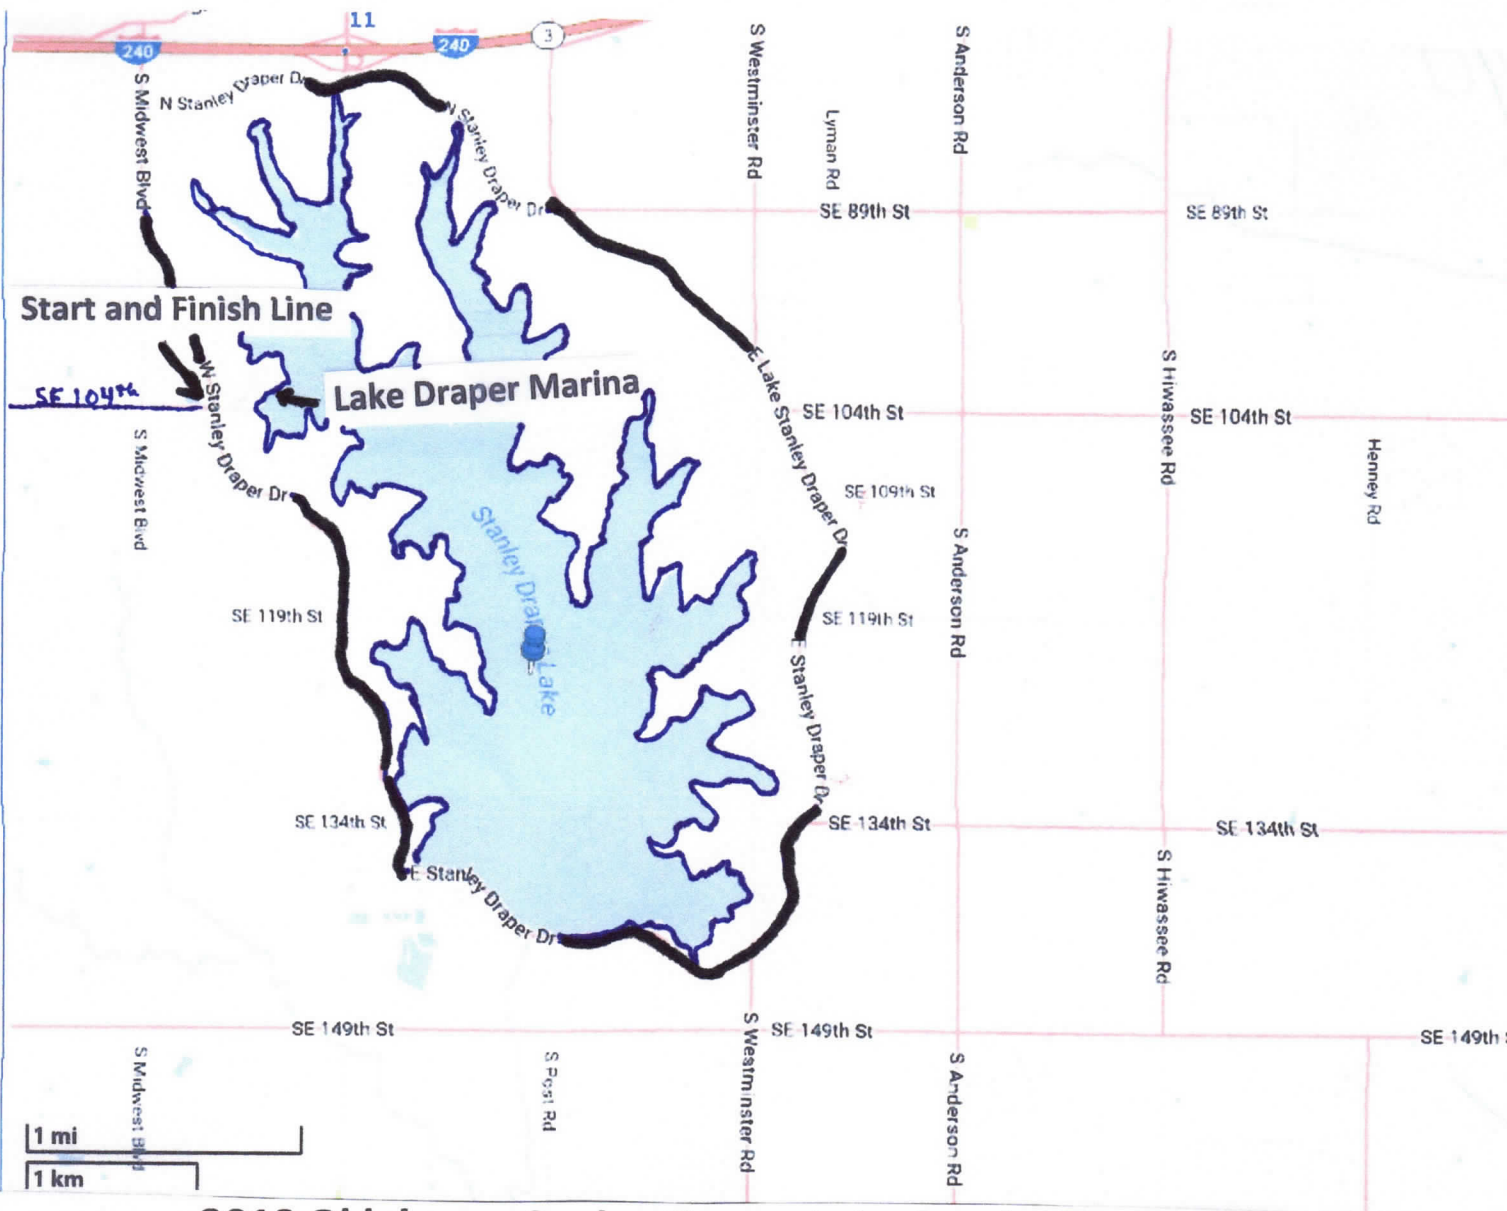 11
240
240
3
N Stanley Draper Dr
S Midwest Blvd
N Stanley Draper Dr
S Westminster Rd
S Anderson Rd
Lyman Rd
SE 89th St
SE 89th St
Start and Finish Line
Lake Draper Marina
SE 104th
W Stanley Draper Dr
S Midwest Blvd
E Lake Stanley Draper Dr
SE 104th St
SE 104th St
S Hiwassee Rd
Henney Rd
SE 109th St
Stanley Draper Lake
S Anderson Rd
SE 119th St
SE 119th St
E Stanley Draper Dr
SE 134th St
SE 134th St
SE 134th St
E Stanley Draper Dr
S Hiwassee Rd
SE 149th St
SE 149th St
SE 149th
S Midwest Blvd
S Post Rd
S Westminster Rd
S Anderson Rd
1 mi
1 km